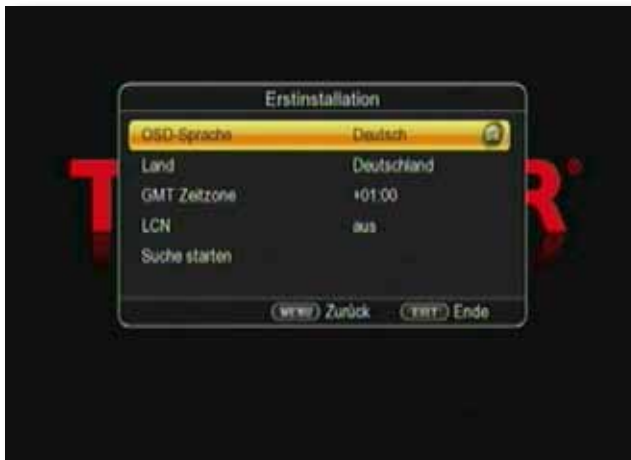 Erstinstallation
OSD-Sprache Deutsch
Land Deutschland
GMT Zeitzone +01:00
LCN aus
Suche starten
MENU Zurück EXIT Ende
T R®